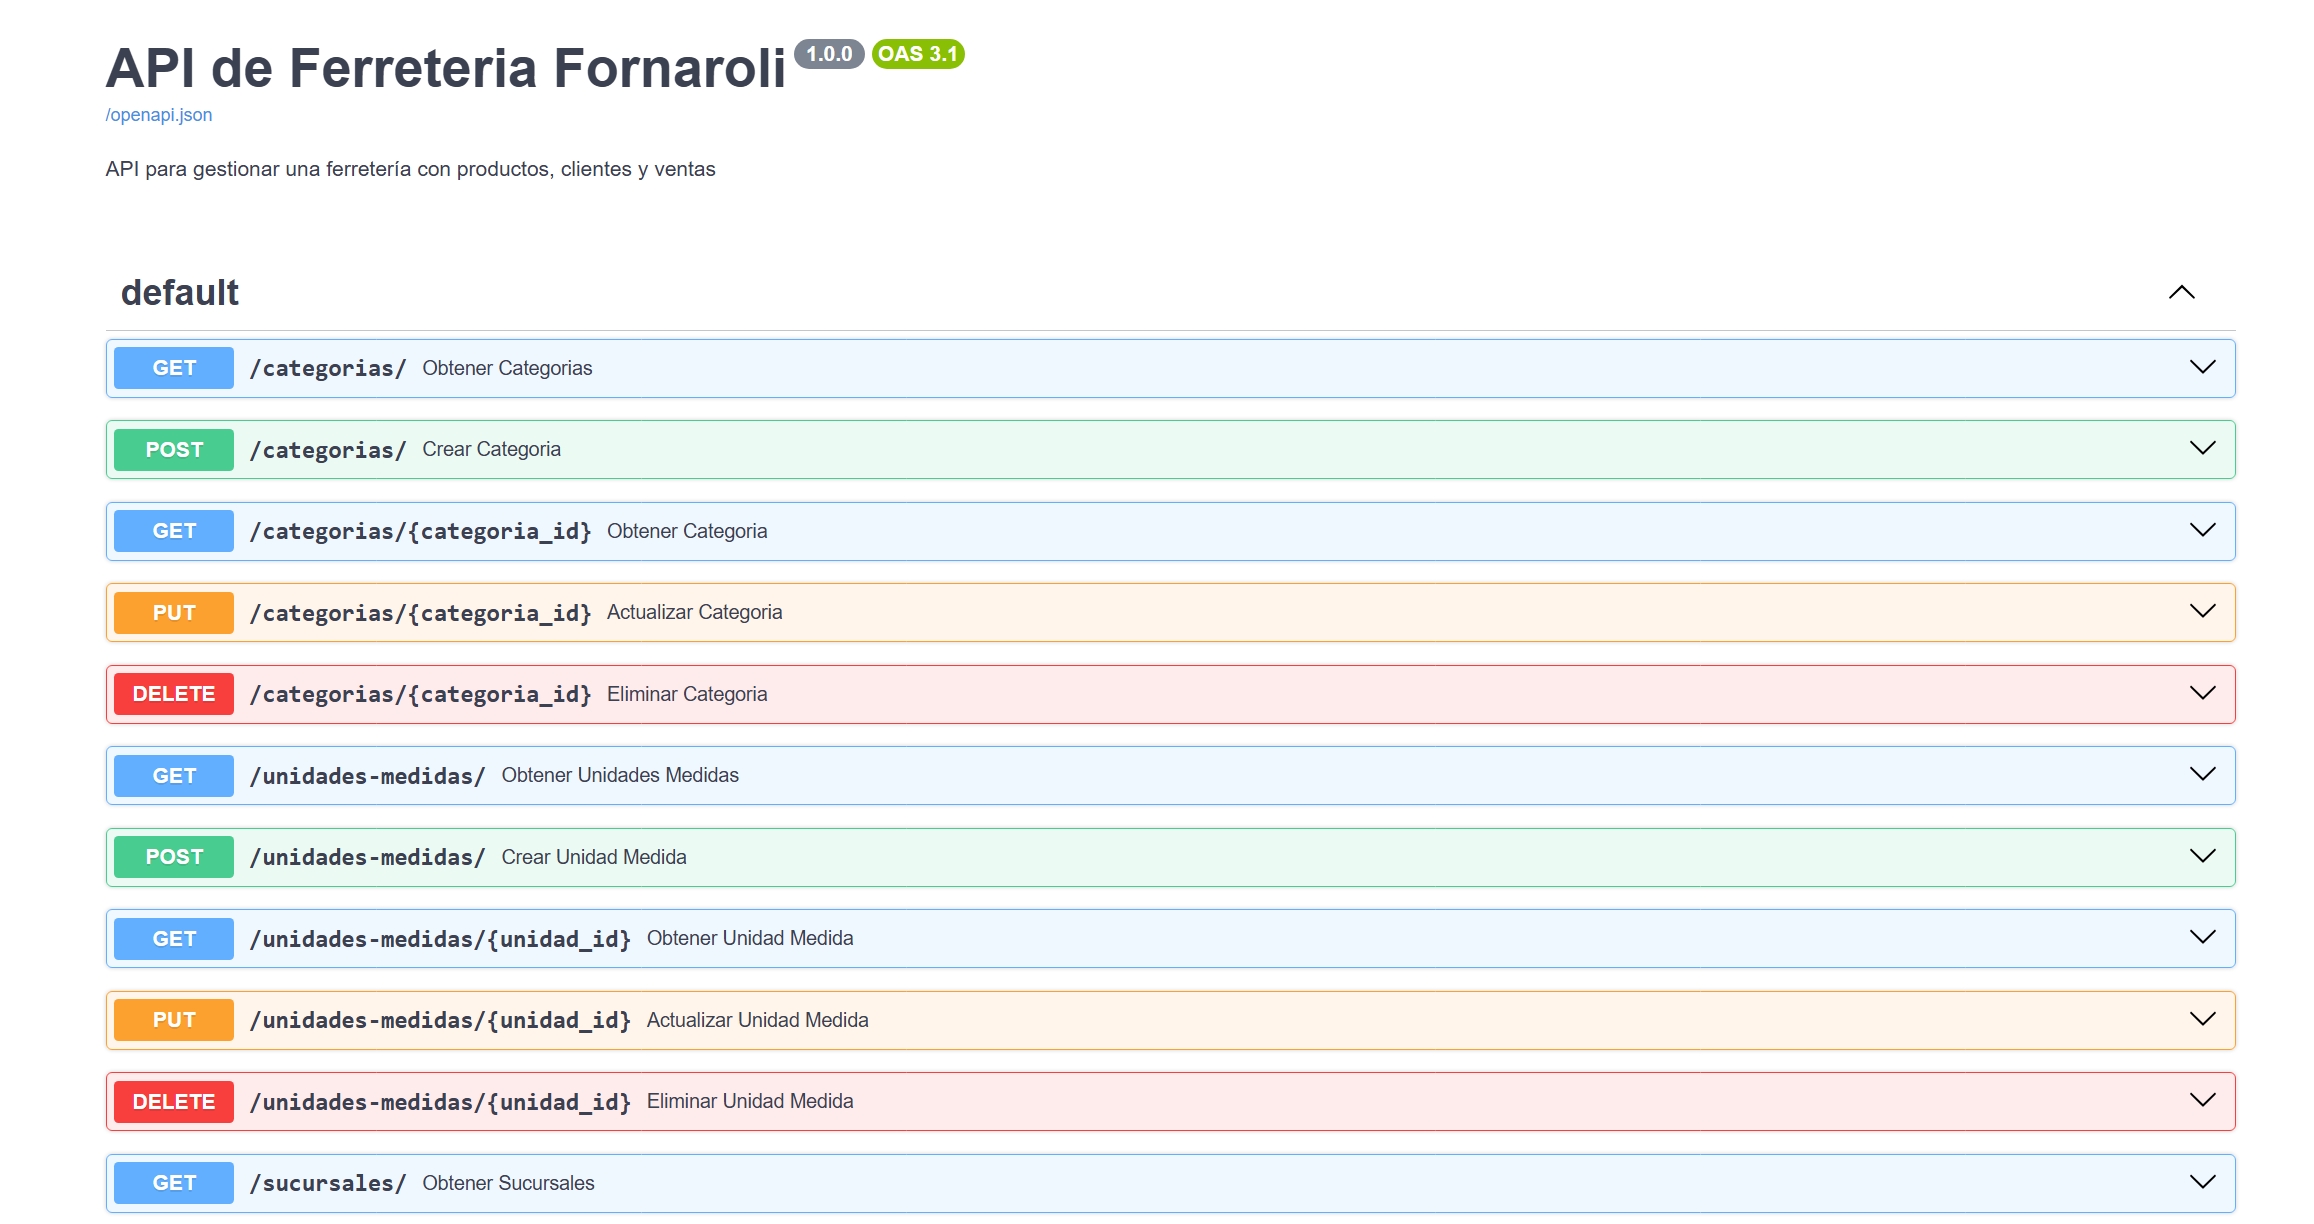 API de Ferreteria Fornaroli 1.0.0 OAS 3.1
/openapi.json
API para gestionar una ferretería con productos, clientes y ventas
default
GET /categorias/ Obtener Categorias
POST /categorias/ Crear Categoria
GET /categorias/{categoria_id} Obtener Categoria
PUT /categorias/{categoria_id} Actualizar Categoria
DELETE /categorias/{categoria_id} Eliminar Categoria
GET /unidades-medidas/ Obtener Unidades Medidas
POST /unidades-medidas/ Crear Unidad Medida
GET /unidades-medidas/{unidad_id} Obtener Unidad Medida
PUT /unidades-medidas/{unidad_id} Actualizar Unidad Medida
DELETE /unidades-medidas/{unidad_id} Eliminar Unidad Medida
GET /sucursales/ Obtener Sucursales